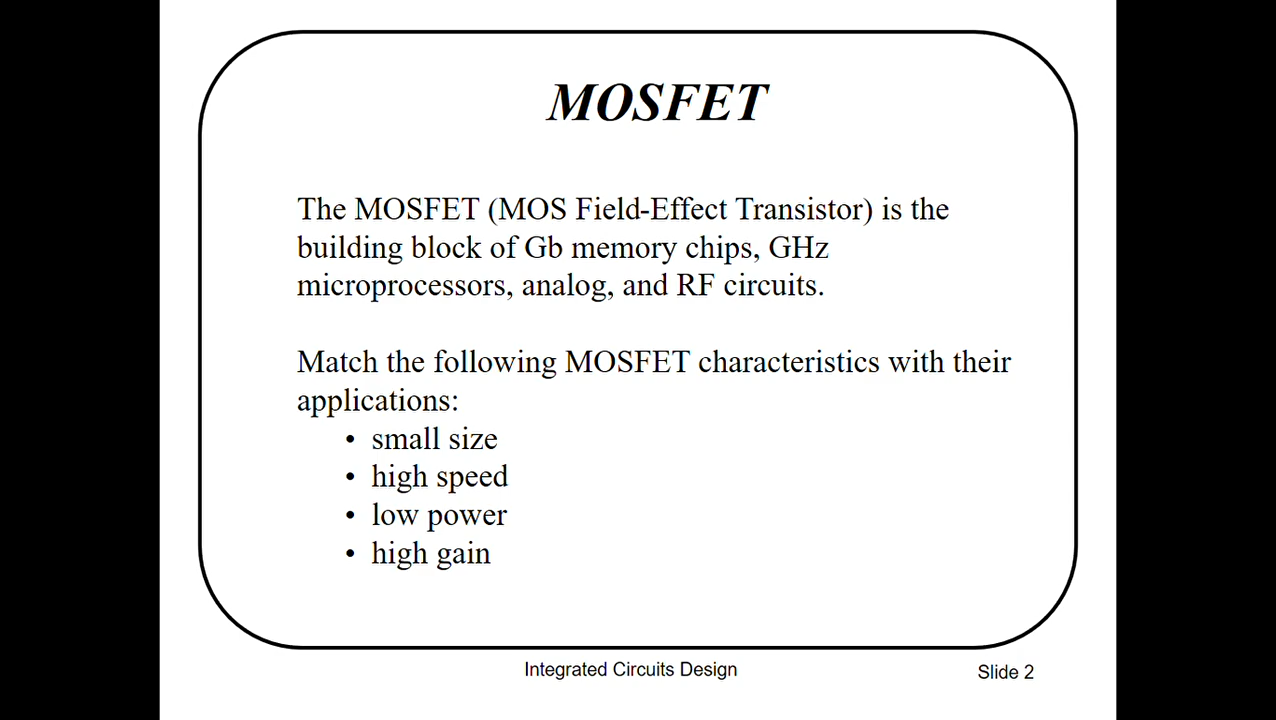 MOSFET
The MOSFET (MOS Field-Effect Transistor) is the
building block of Gb memory chips, GHz
microprocessors, analog, and RF circuits.
Match the following MOSFET characteristics with their
applications:
• small size
• high speed
• low power
• high gain
Integrated Circuits Design
Slide 2